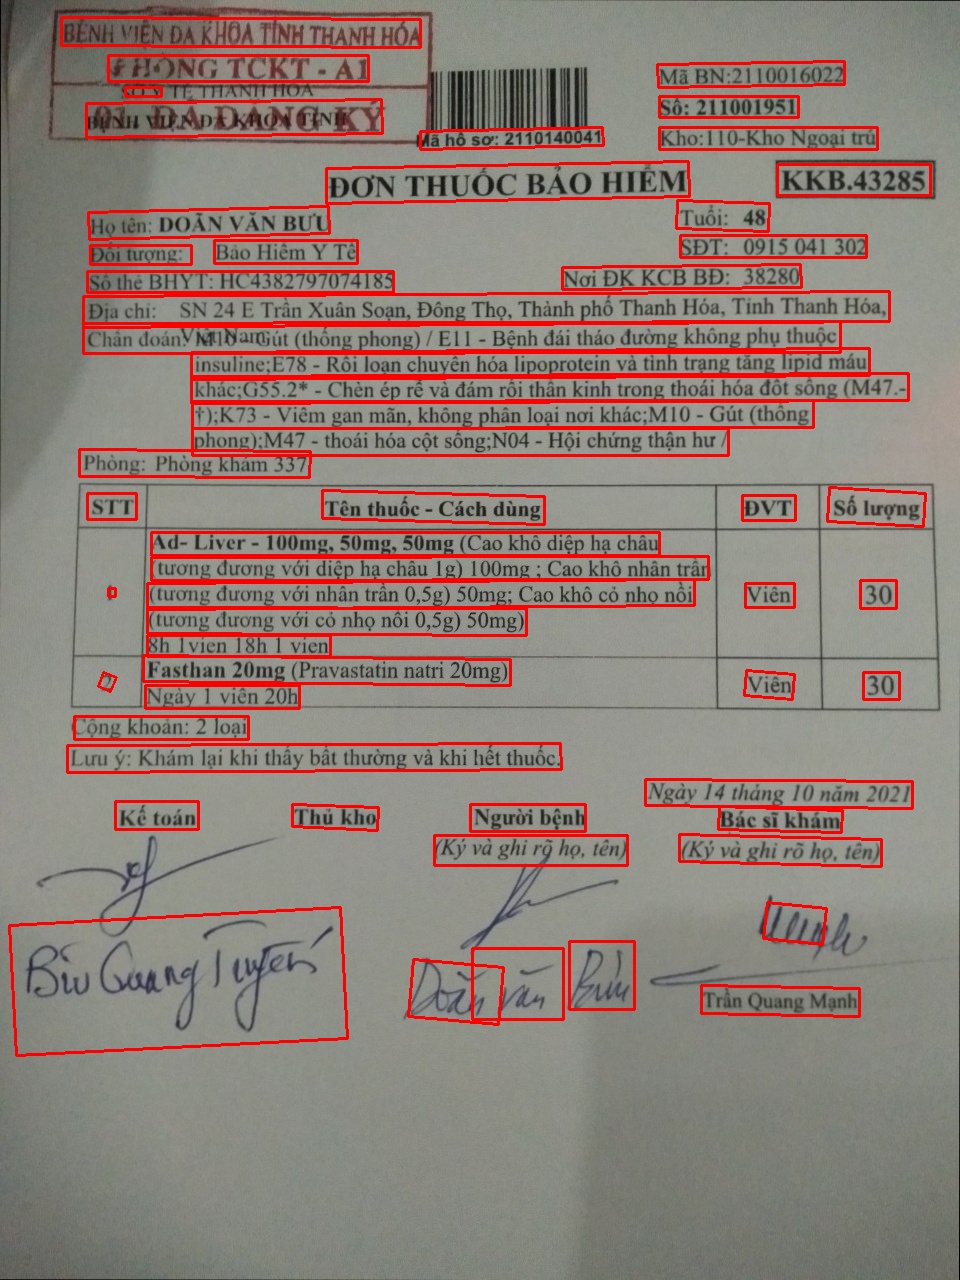 BỆNH VIỆN ĐA KHOA TỈNH THANH HÓA
PHÒNG TCKT - A1
SỞ Y TẾ THANH HÓA
01 ĐÃ ĐĂNG KÝ
BỆNH VIỆN ĐA KHOA TỈNH
Mã hồ sơ: 2110140041
Mã BN:2110016022
Số: 211001951
Kho:110-Kho Ngoại trú
ĐƠN THUỐC BẢO HIỂM
KKB.43285
Họ tên: DOÃN VĂN BƯU Tuổi: 48
Đối tượng: Bảo Hiểm Y Tế SĐT: 0915 041 302
Số thẻ BHYT: HC4382797074185 Nơi ĐK KCB BĐ: 38280
Địa chỉ: SN 24 E Trần Xuân Soạn, Đông Thọ, Thành phố Thanh Hóa, Tỉnh Thanh Hóa,
Việt Nam
Chẩn đoán: M10 - Gút (thống phong) / E11 - Bệnh đái tháo đường không phụ thuộc
insuline;E78 - Rối loạn chuyển hóa lipoprotein và tình trạng tăng lipid máu
khác;G55.2* - Chèn ép rễ và đám rối thần kinh trong thoái hóa đốt sống (M47.-
†);K73 - Viêm gan mãn, không phân loại nơi khác;M10 - Gút (thống
phong);M47 - thoái hóa cột sống;N04 - Hội chứng thận hư /
Phòng: Phòng khám 337
STT Tên thuốc - Cách dùng ĐVT Số lượng
Ad- Liver - 100mg, 50mg, 50mg (Cao khô diệp hạ châu
(tương đương với diệp hạ châu 1g) 100mg ; Cao khô nhân trần
1 (tương đương với nhân trần 0,5g) 50mg; Cao khô cỏ nhọ nồi Viên 30
(tương đương với cỏ nhọ nồi 0,5g) 50mg)
8h 1vien 18h 1 vien
2 Fasthan 20mg (Pravastatin natri 20mg) Viên 30
Ngày 1 viên 20h
Cộng khoản: 2 loại
Lưu ý: Khám lại khi thấy bất thường và khi hết thuốc.
Ngày 14 tháng 10 năm 2021
Kế toán Thủ kho Người bệnh Bác sĩ khám
(Ký và ghi rõ họ, tên) (Ký và ghi rõ họ, tên)
Quang
Doãn Văn Bưu
Trần Quang Mạnh